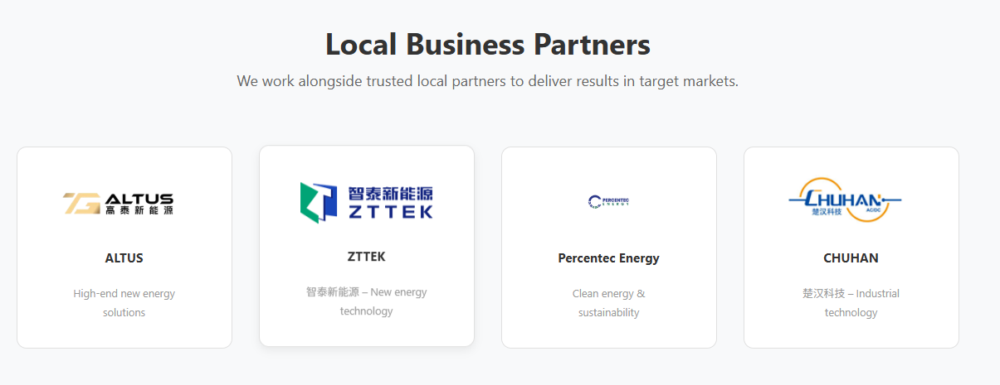 Local Business Partners
We work alongside trusted local partners to deliver results in target markets.
ALTUS
高泰新能源
ALTUS
High-end new energy
solutions
智泰新能源
ZTTEK
ZTTEK
智泰新能源 – New energy
technology
PERCENTEC
ENERGY
Percentec Energy
Clean energy &
sustainability
CHUHAN
AC/DC
楚汉科技
CHUHAN
楚汉科技 – Industrial
technology